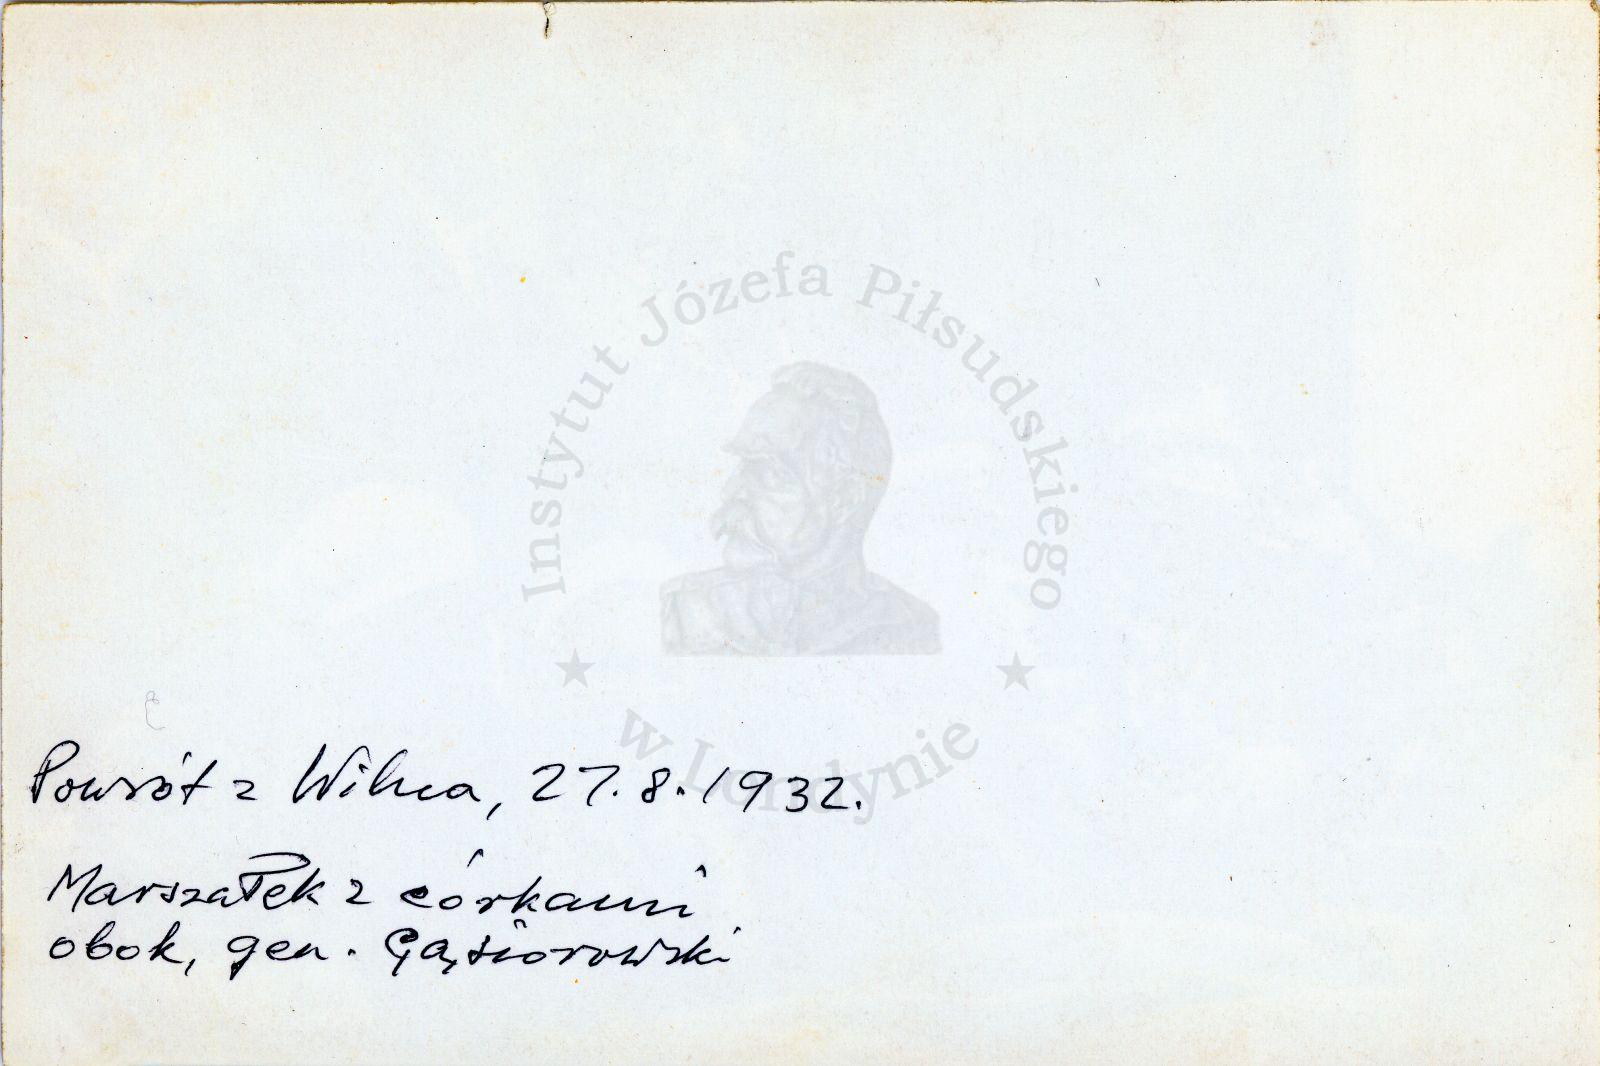 Instytut Józefa Piłsudskiego
w Londynie
Powrót z Wilna, 27.8.1932.
Marszałek z córkami
obok, gen. Gąsiorowski